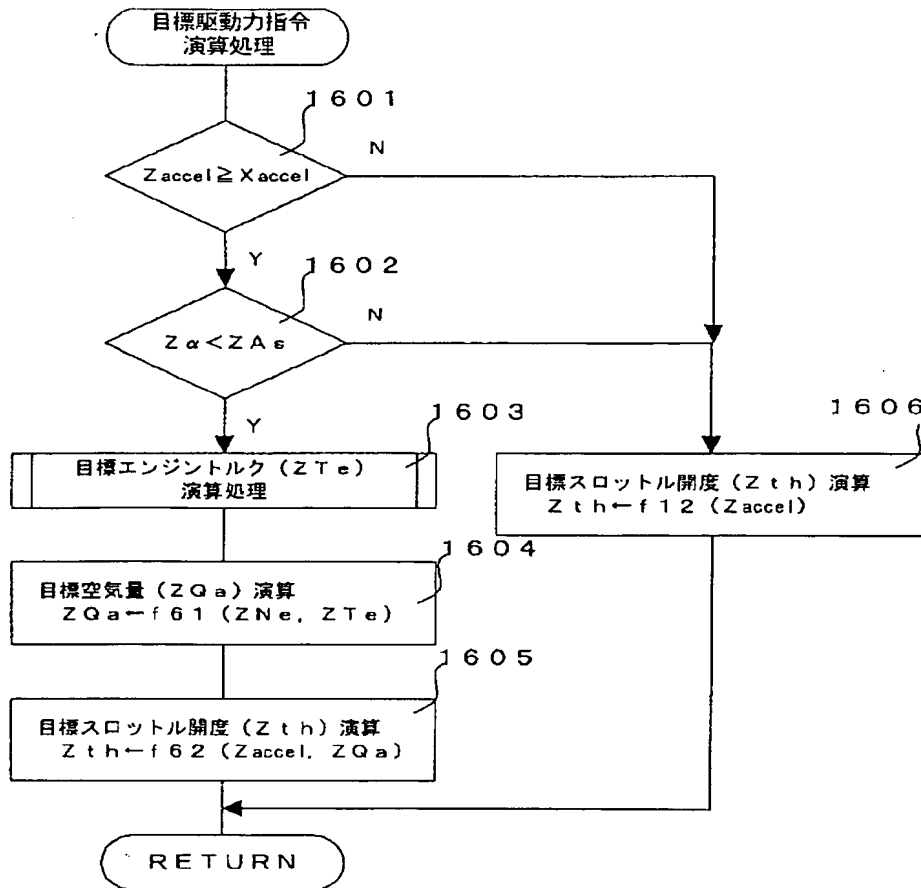 目標駆動力指令
演算処理
1601
N
Zaccel≧Xaccel
Y
1602
N
Zα<ZAε
Y
1603
目標エンジントルク(ZTe)
演算処理
1606
目標スロットル開度(Zth)演算
Zth←f12(Zaccel)
1604
目標空気量(ZQa)演算
ZQa←f61(ZNe, ZTe)
1605
目標スロットル開度(Zth)演算
Zth←f62(Zaccel, ZQa)
RETURN